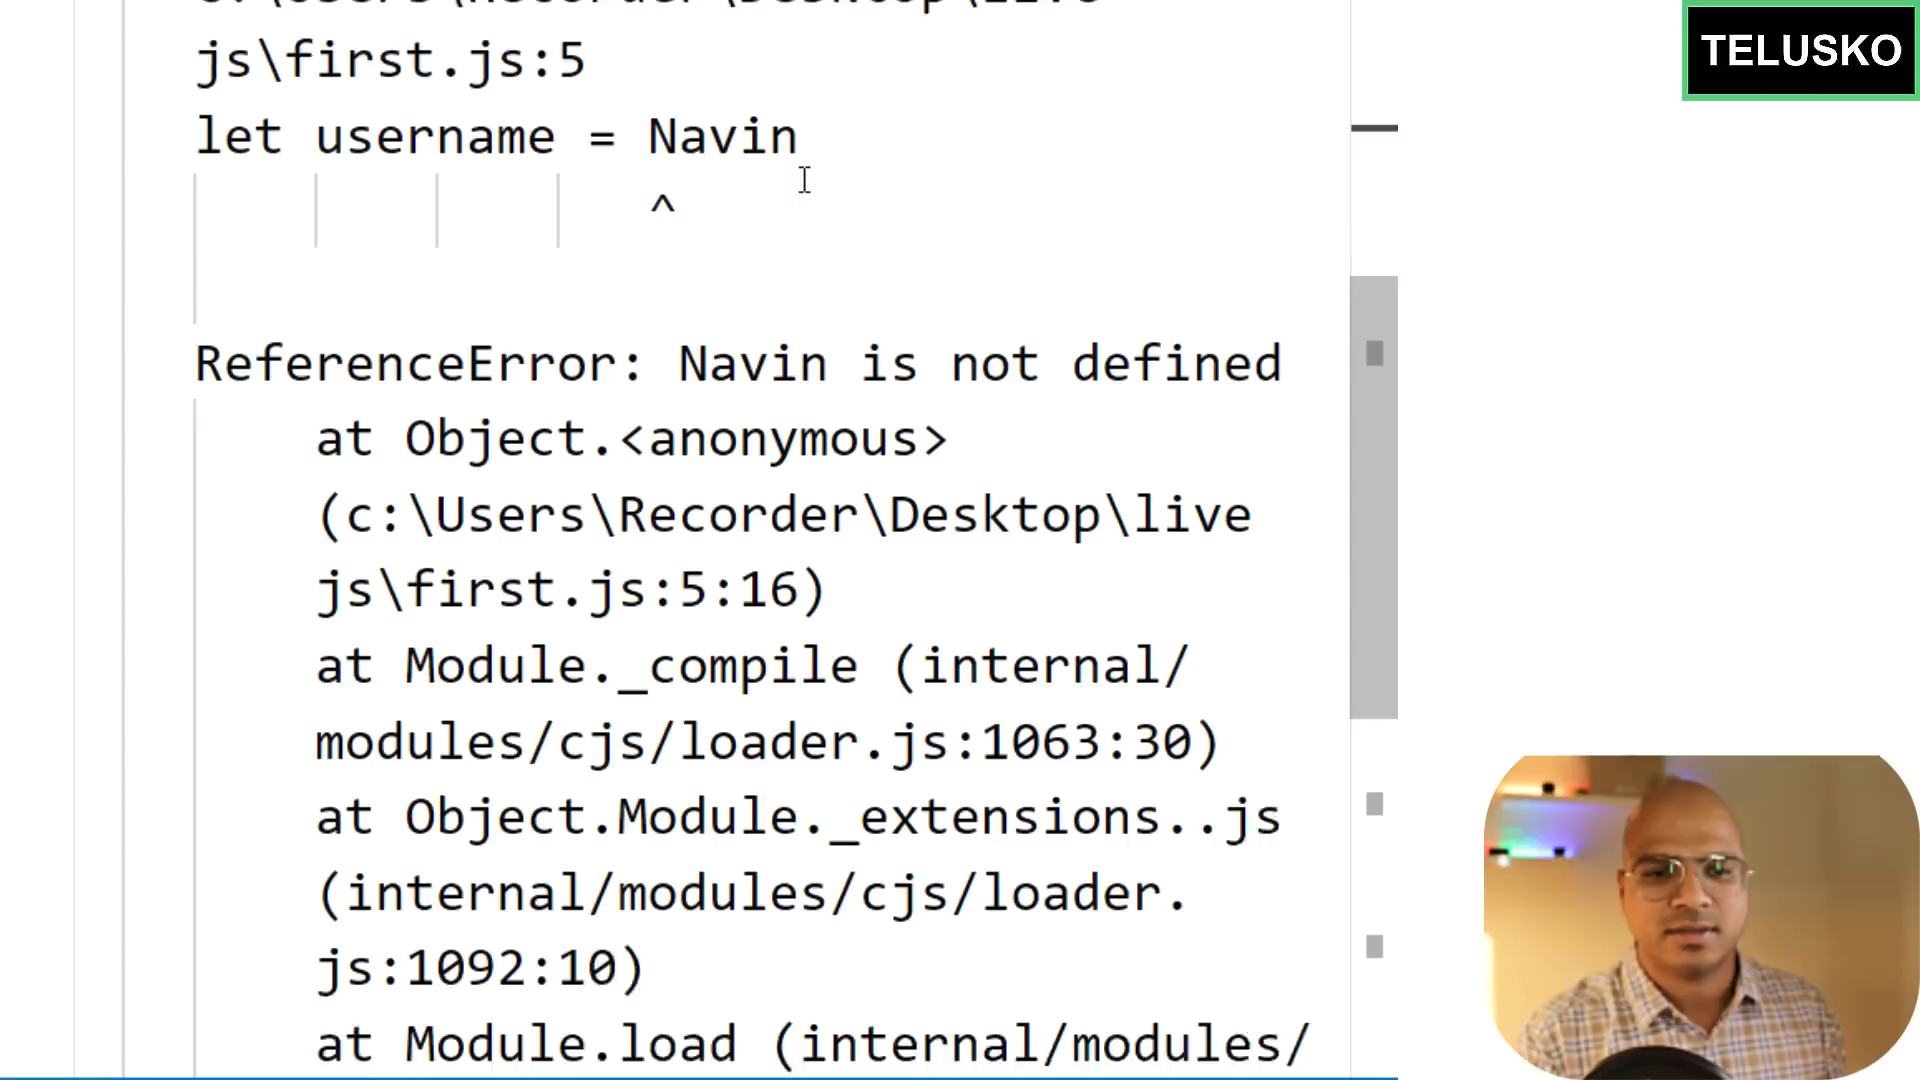 TELUSKO
js\first.js:5
let username = Navin
^
ReferenceError: Navin is not defined
at Object.<anonymous>
(c:\Users\Recorder\Desktop\live
js\first.js:5:16)
at Module._compile (internal/
modules/cjs/loader.js:1063:30)
at Object.Module._extensions..js
(internal/modules/cjs/loader.
js:1092:10)
at Module.load (internal/modules/